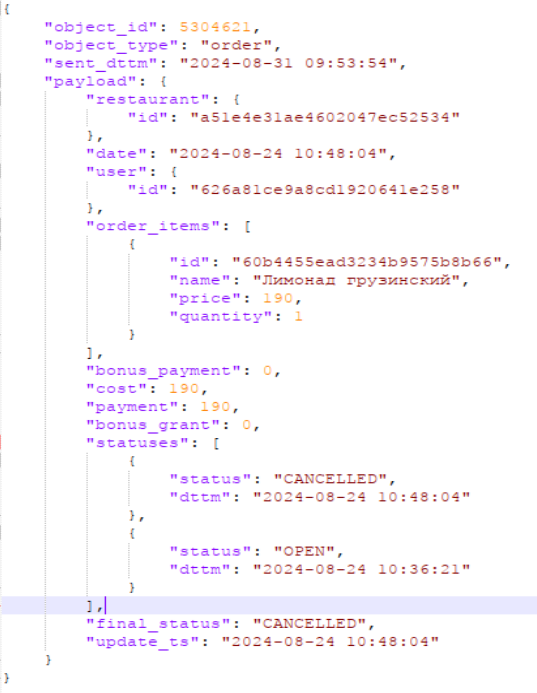 {
    "object_id": 5304621,
    "object_type": "order",
    "sent_dttm": "2024-08-31 09:53:54",
    "payload": {
        "restaurant": {
            "id": "a51e4e31ae4602047ec52534"
        },
        "date": "2024-08-24 10:48:04",
        "user": {
            "id": "626a81ce9a8cd1920641e258"
        },
        "order_items": [
            {
                "id": "60b4455ead3234b9575b8b66",
                "name": "Лимонад грузинский",
                "price": 190,
                "quantity": 1
            }
        ],
        "bonus_payment": 0,
        "cost": 190,
        "payment": 190,
        "bonus_grant": 0,
        "statuses": [
            {
                "status": "CANCELLED",
                "dttm": "2024-08-24 10:48:04"
            },
            {
                "status": "OPEN",
                "dttm": "2024-08-24 10:36:21"
            }
        ],
        "final_status": "CANCELLED",
        "update_ts": "2024-08-24 10:48:04"
    }
}